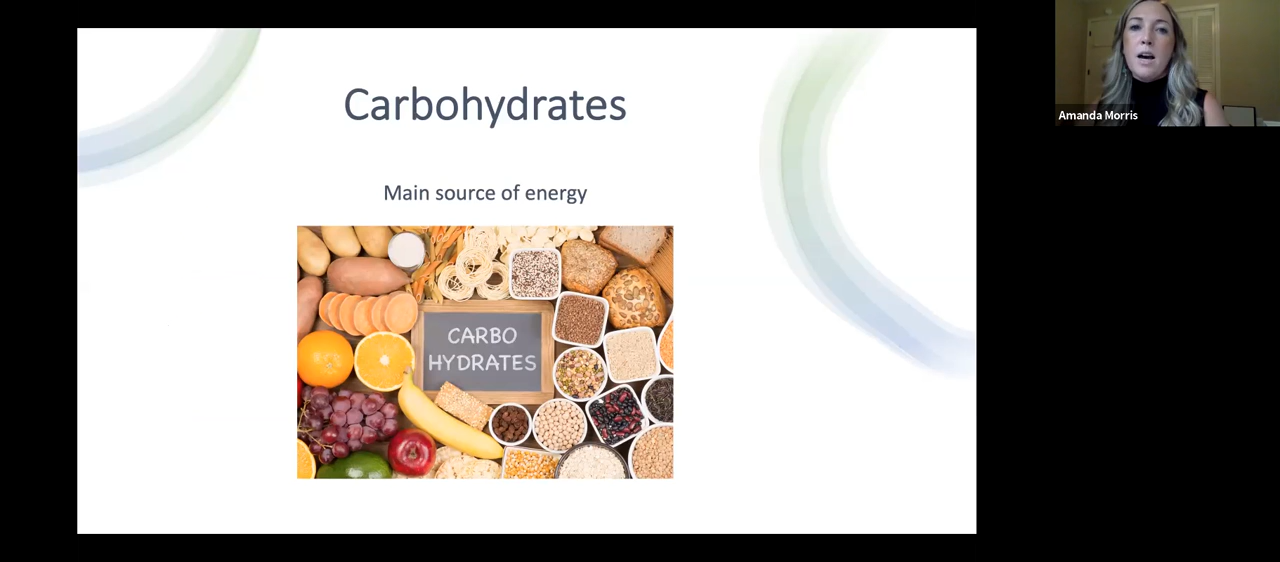 Carbohydrates
Main source of energy
CARBO
HYDRATES
Amanda Morris